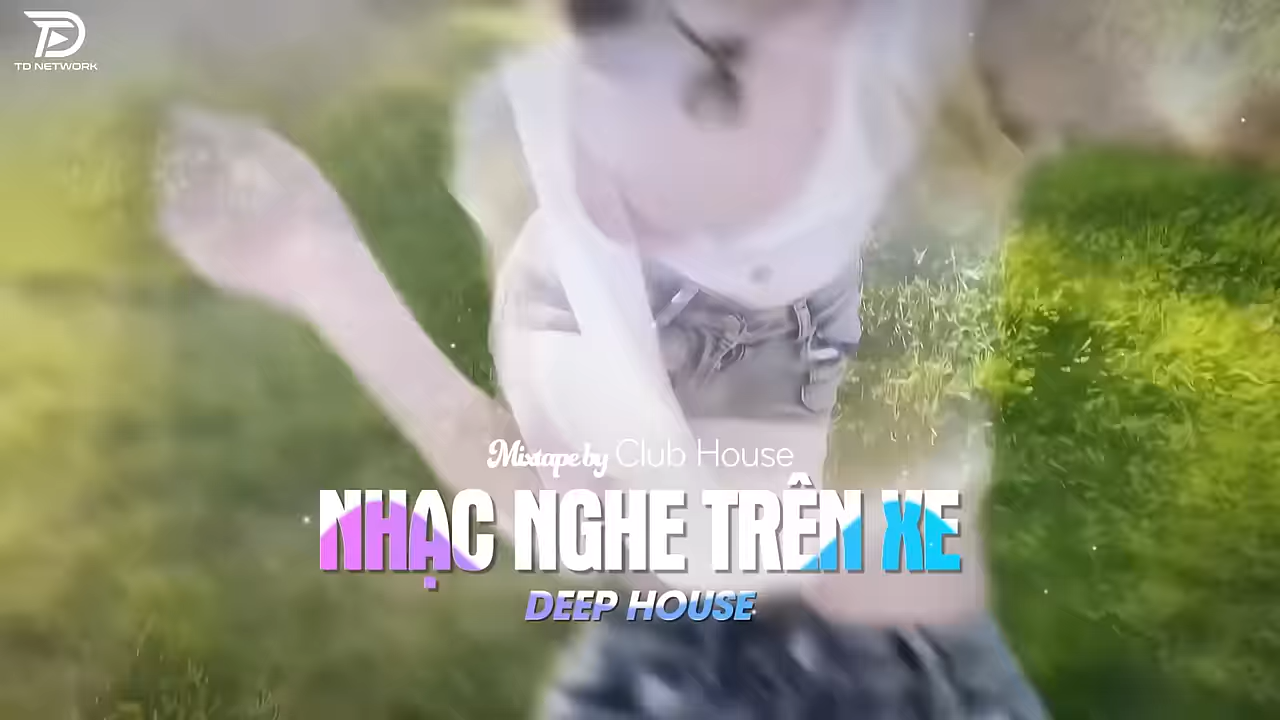 TD NETWORK
Mixtape by Club House
NHẠC NGHE TRÊN XE
DEEP HOUSE